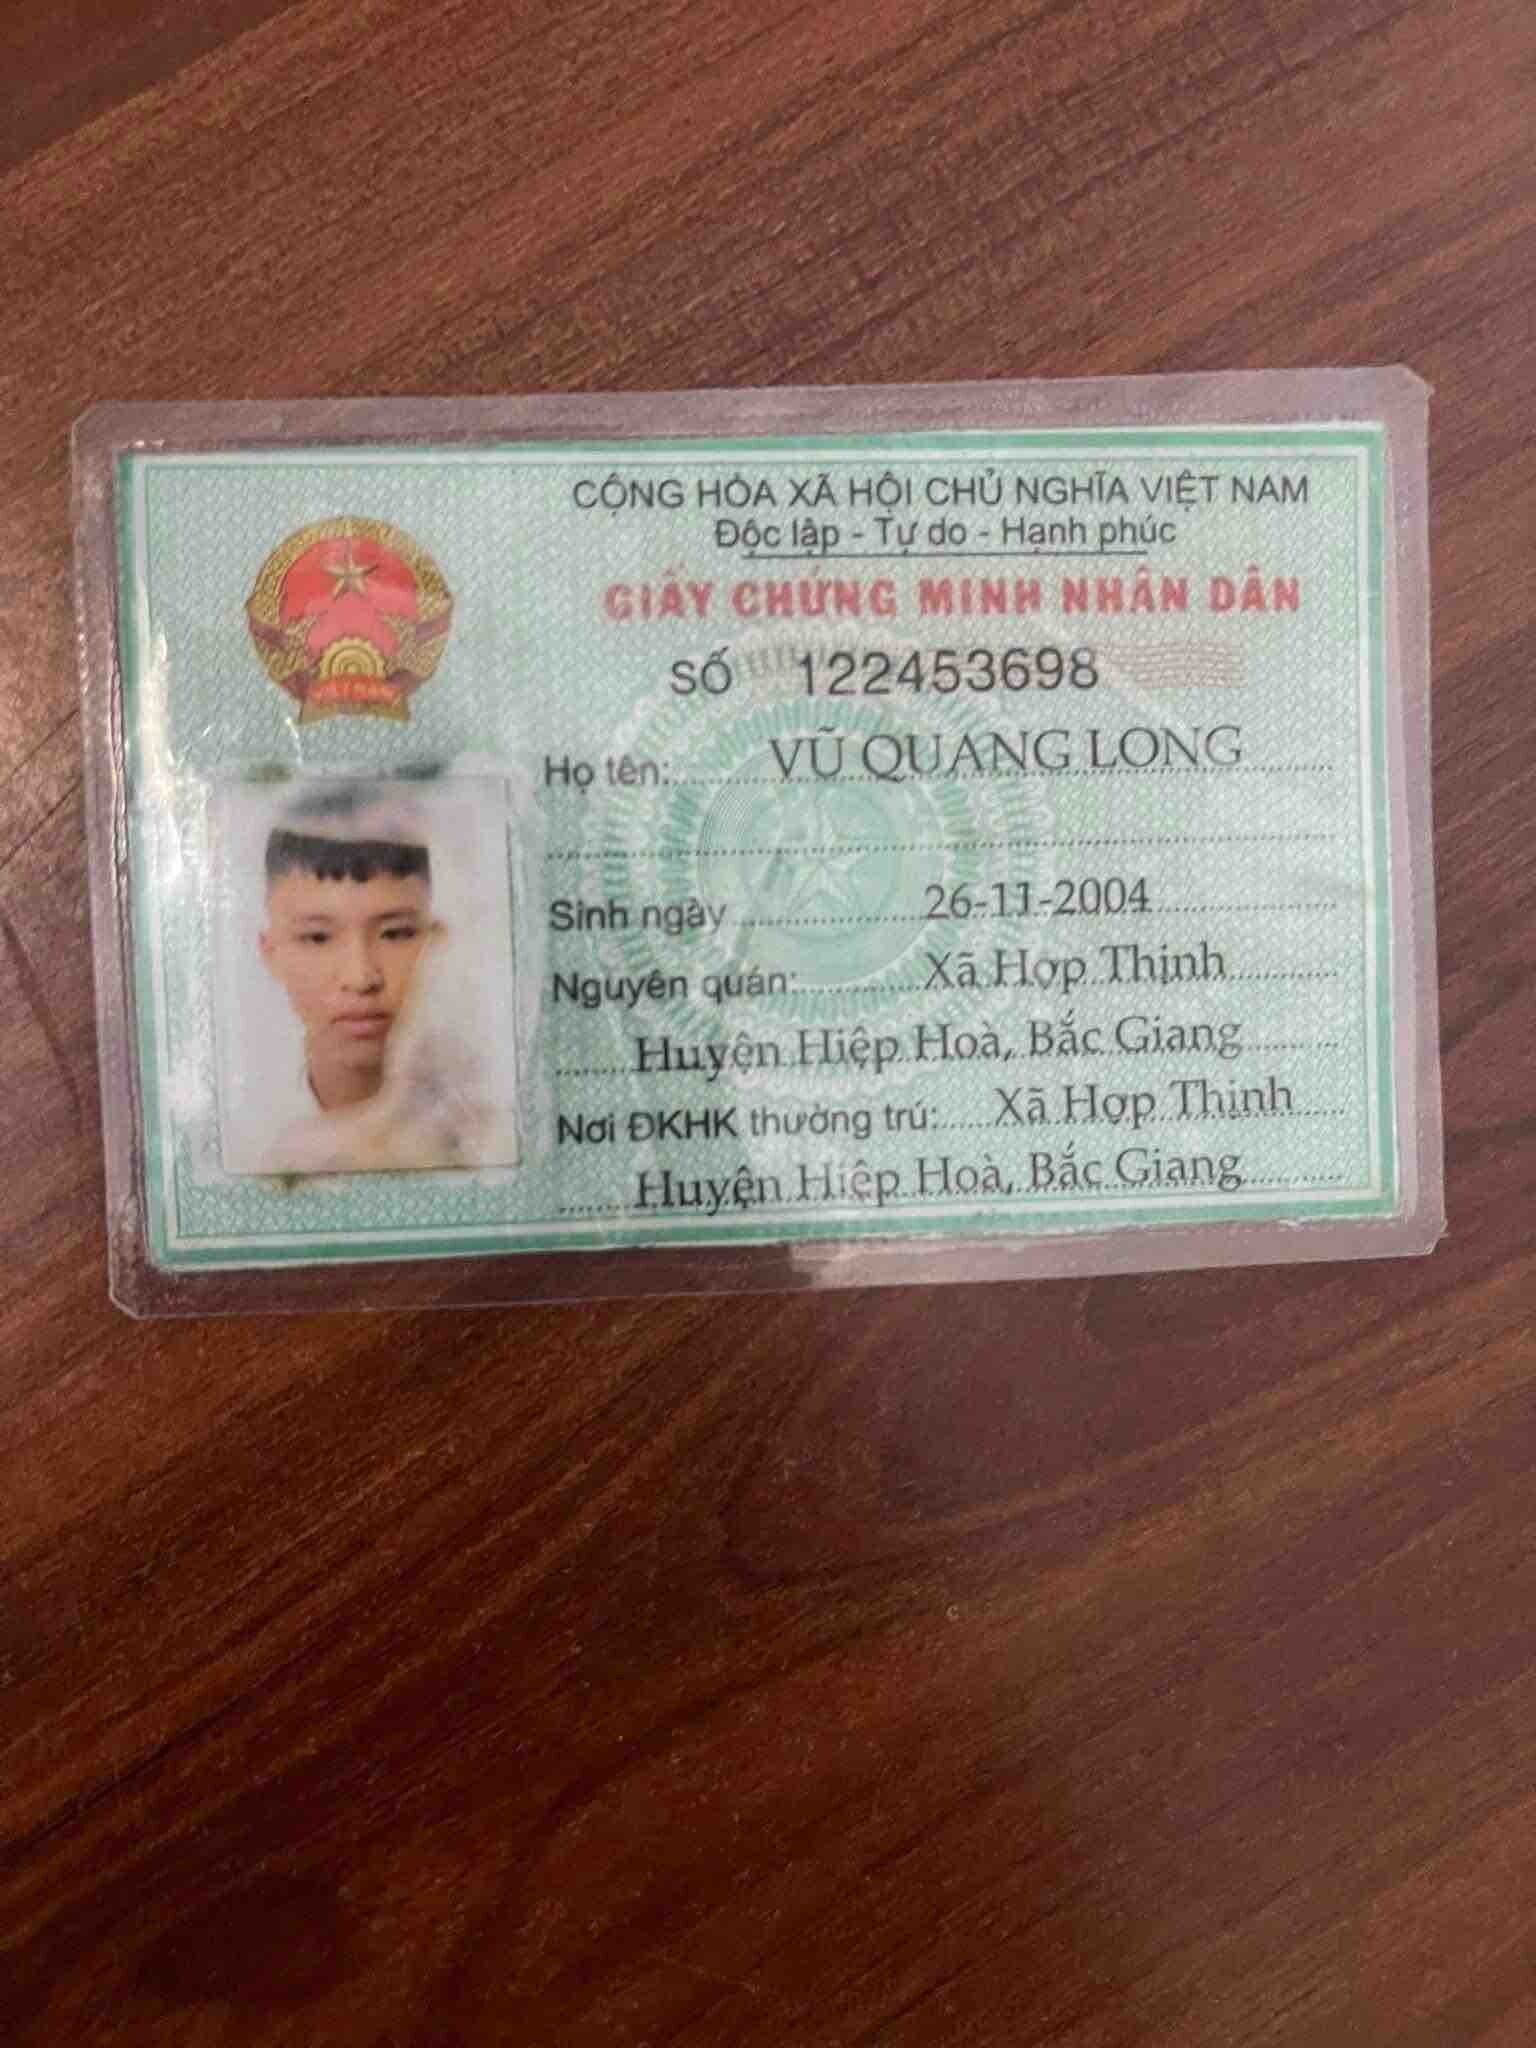 CỘNG HÒA XÃ HỘI CHỦ NGHĨA VIỆT NAM
Độc lập - Tự do - Hạnh phúc
GIẤY CHỨNG MINH NHÂN DÂN
SỐ 122453698
Họ tên: VŨ QUANG LONG
Sinh ngày 26-11-2004
Nguyên quán: Xã Hợp Thịnh
Huyện Hiệp Hoà, Bắc Giang
Nơi ĐKHK thường trú: Xã Hợp Thịnh
Huyện Hiệp Hoà, Bắc Giang
VIỆT NAM